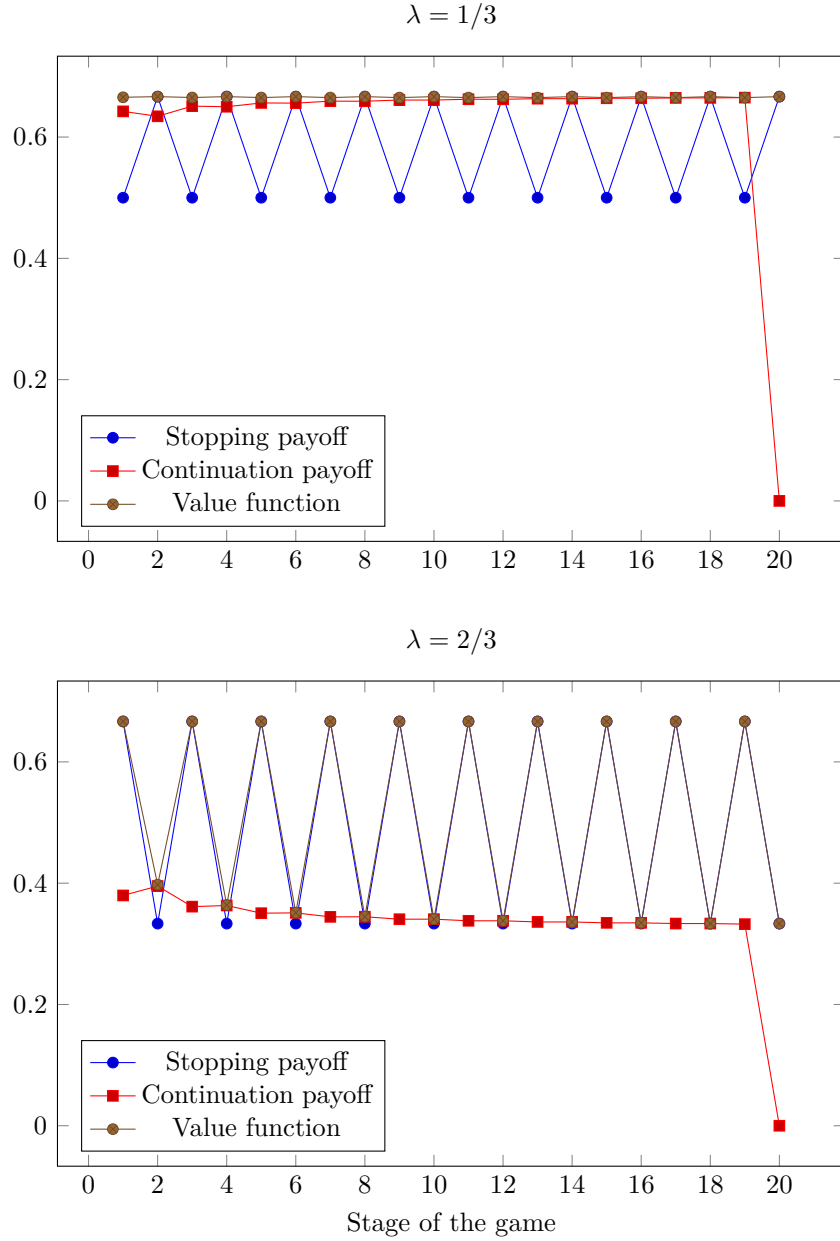 λ = 1/3
0.6
0.4
0.2
0
Stopping payoff
Continuation payoff
Value function
0 2 4 6 8 10 12 14 16 18 20
λ = 2/3
0.6
0.4
0.2
0
Stopping payoff
Continuation payoff
Value function
0 2 4 6 8 10 12 14 16 18 20
Stage of the game